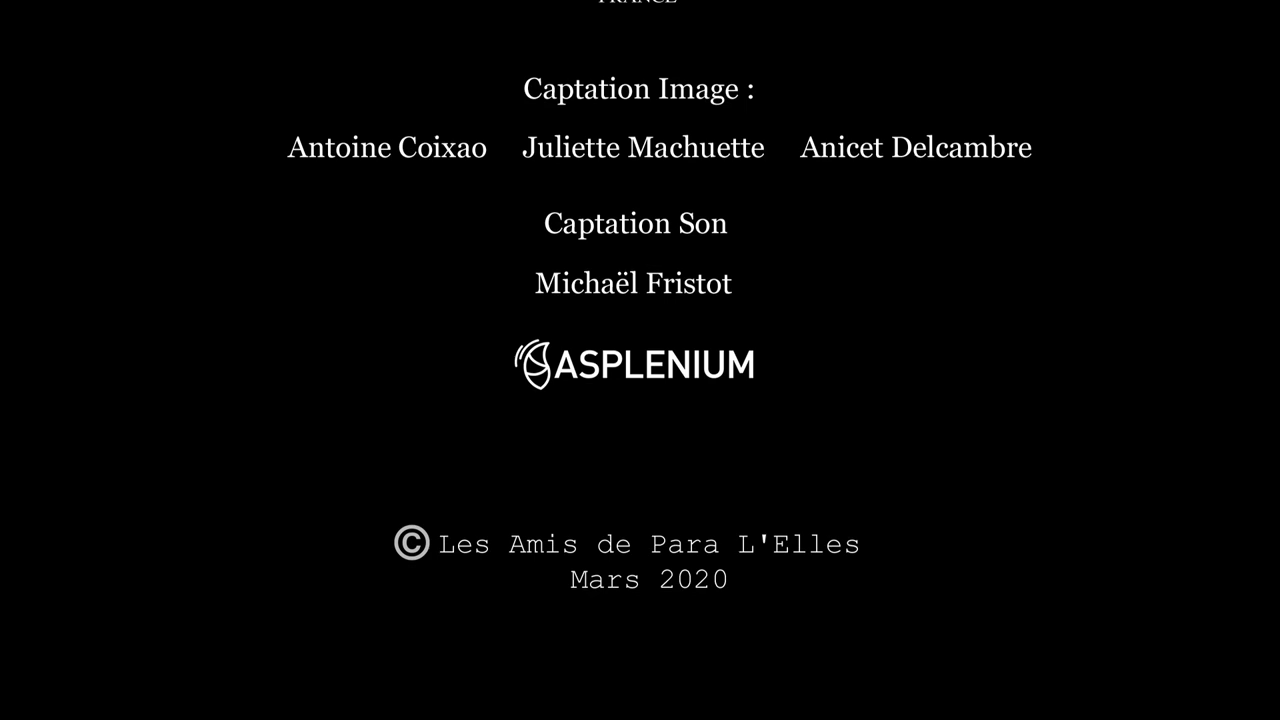 FRANCE
Captation Image :
Antoine Coixao Juliette Machuette Anicet Delcambre
Captation Son
Michaël Fristot
ASPLENIUM
© Les Amis de Para L'Elles
Mars 2020